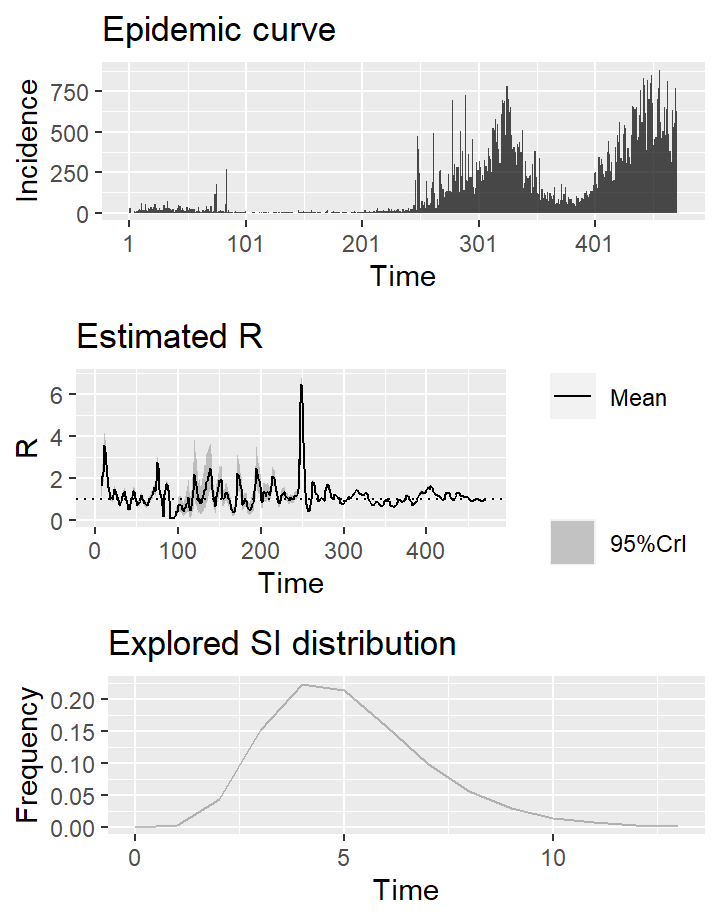 Epidemic curve
Incidence
750
500
250
0
1 101 201 301 401
Time
Estimated R
R
6
4
2
0
0 100 200 300 400
Time
Mean
95%CrI
Explored SI distribution
Frequency
0.20
0.15
0.10
0.05
0.00
0 5 10
Time